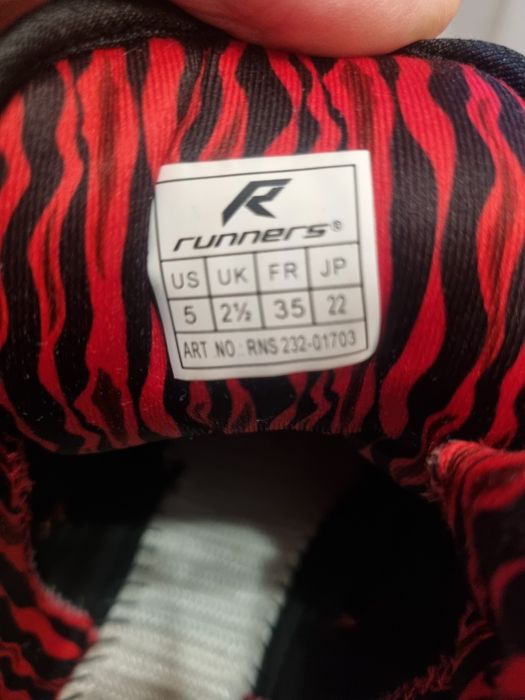 runners®
US UK FR JP
5 2½ 35 22
ART NO.: RNS 232-01703